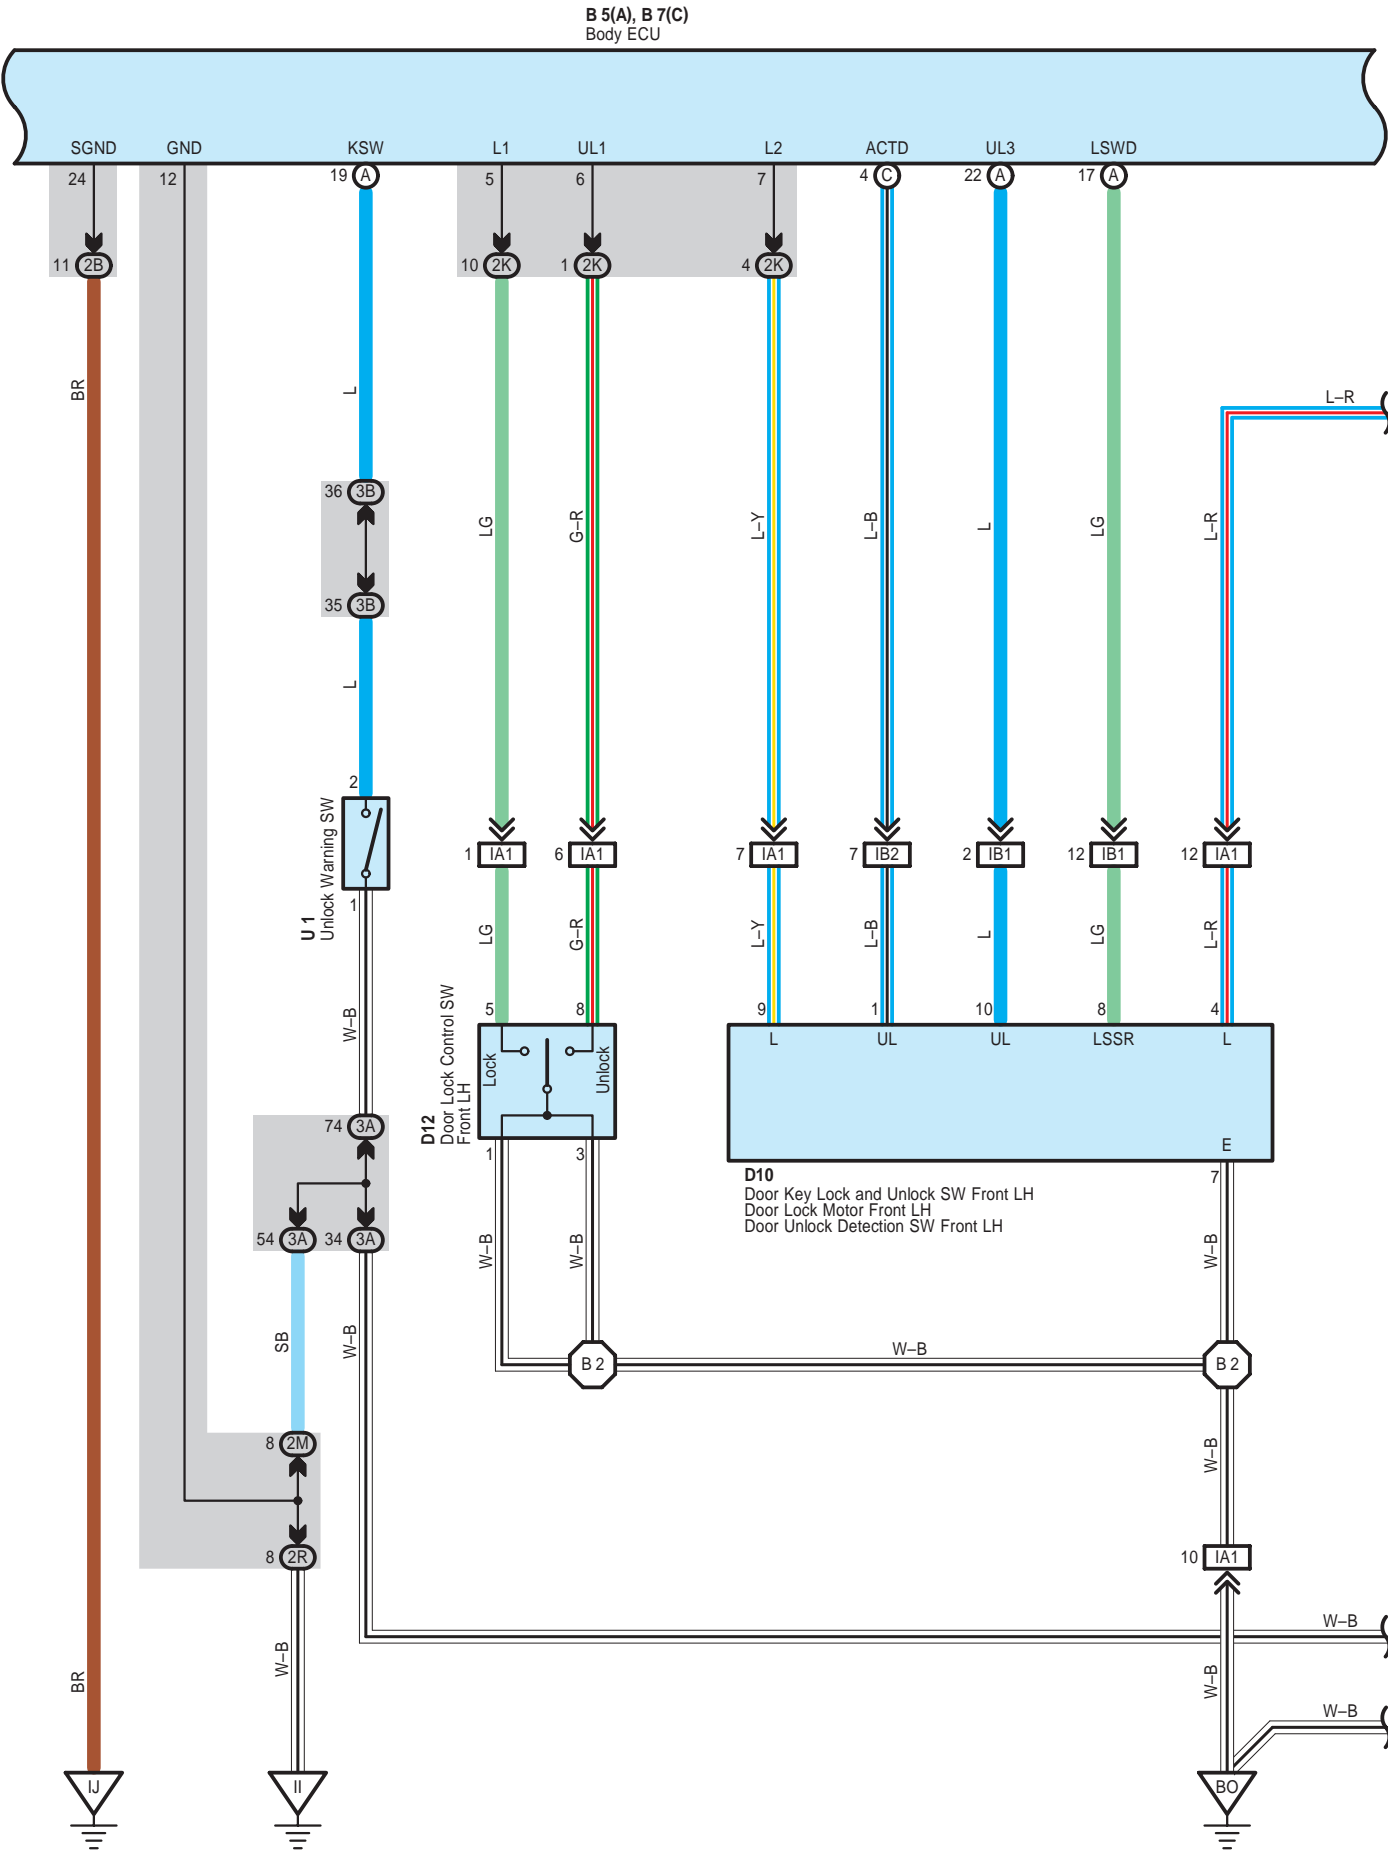 B 5(A), B 7(C)
Body ECU
SGND GND KSW L1 UL1 L2 ACTD UL3 LSWD
24 12 19 A 5 6 7 4 C 22 A 17 A
11 2B 10 2K 1 2K 4 2K
BR L L–R
36 3B LG G–R L–Y L–B L LG L–R
35 3B
L
2
U 1
Unlock Warning SW
1 IA1 6 IA1 7 IA1 7 IB2 2 IB1 12 IB1 12 IA1
1
LG G–R L–Y L–B L LG L–R
W–B
5 8 9 1 10 8 4
D12
Door Lock Control SW
Front LH
Lock Unlock
L UL UL LSSR L
E
74 3A
1 3
D10
Door Key Lock and Unlock SW Front LH
Door Lock Motor Front LH
Door Unlock Detection SW Front LH
7
54 3A 34 3A
W–B W–B W–B
SB W–B
B 2 W–B B 2
8 2M
W–B
8 2R
10 IA1
W–B
W–B
BR W–B W–B
IJ II BO